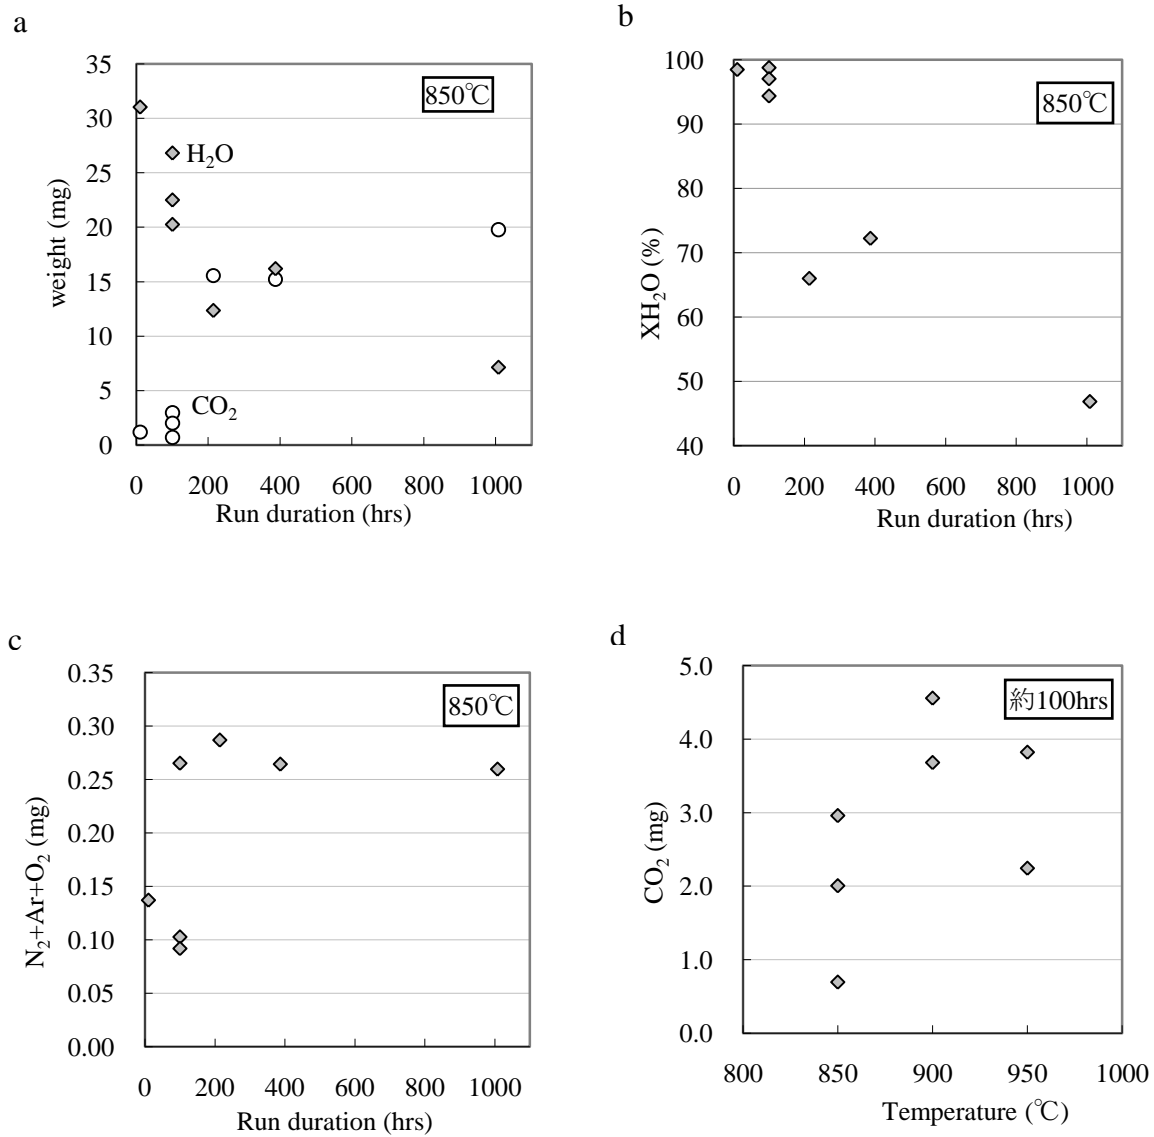 a
35
30
25
20
15
10
5
0
weight (mg)
850℃
H₂O
CO₂
0 200 400 600 800 1000
Run duration (hrs)
b
100
90
80
70
60
50
40
XH₂O (%)
850℃
0 200 400 600 800 1000
Run duration (hrs)
c
0.35
0.30
0.25
0.20
0.15
0.10
0.05
0.00
N₂+Ar+O₂ (mg)
850℃
0 200 400 600 800 1000
Run duration (hrs)
d
5.0
4.0
3.0
2.0
1.0
0.0
CO₂ (mg)
約100hrs
800 850 900 950 1000
Temperature (℃)